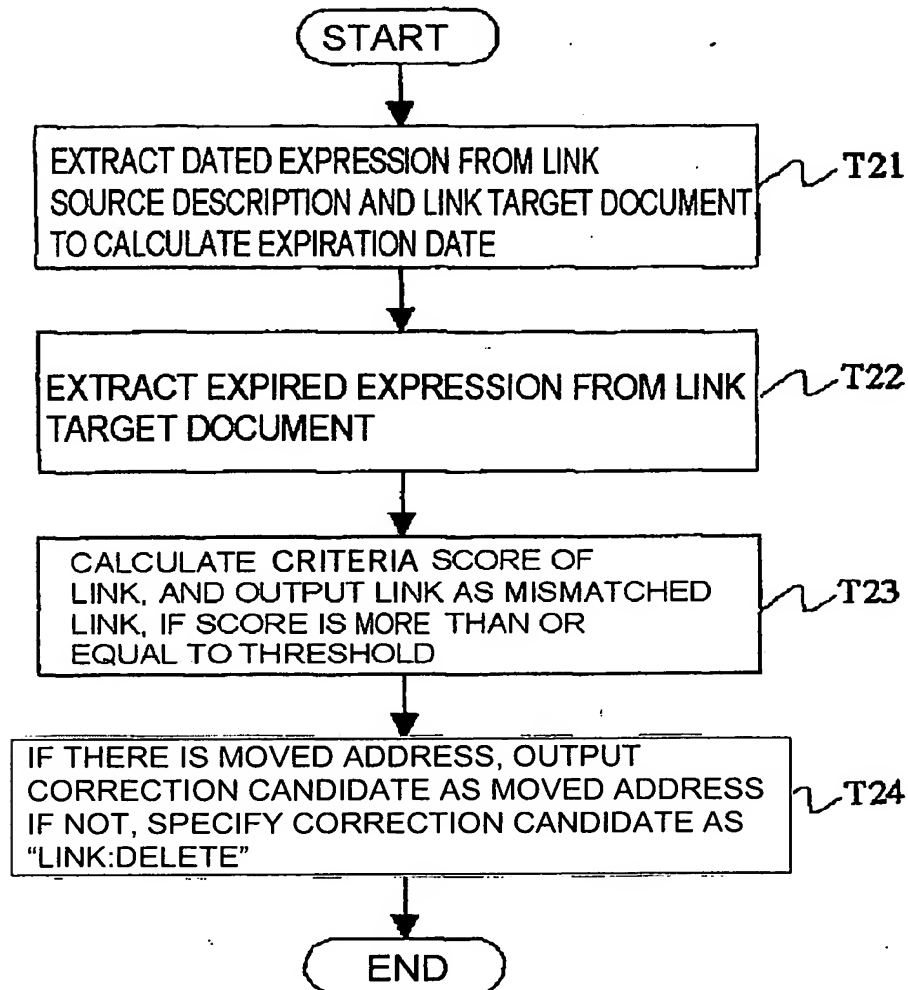 START
EXTRACT DATED EXPRESSION FROM LINK
SOURCE DESCRIPTION AND LINK TARGET DOCUMENT
TO CALCULATE EXPIRATION DATE
T21
EXTRACT EXPIRED EXPRESSION FROM LINK
TARGET DOCUMENT
T22
CALCULATE CRITERIA SCORE OF
LINK, AND OUTPUT LINK AS MISMATCHED
LINK, IF SCORE IS MORE THAN OR
EQUAL TO THRESHOLD
T23
IF THERE IS MOVED ADDRESS, OUTPUT
CORRECTION CANDIDATE AS MOVED ADDRESS
IF NOT, SPECIFY CORRECTION CANDIDATE AS
“LINK:DELETE”
T24
END